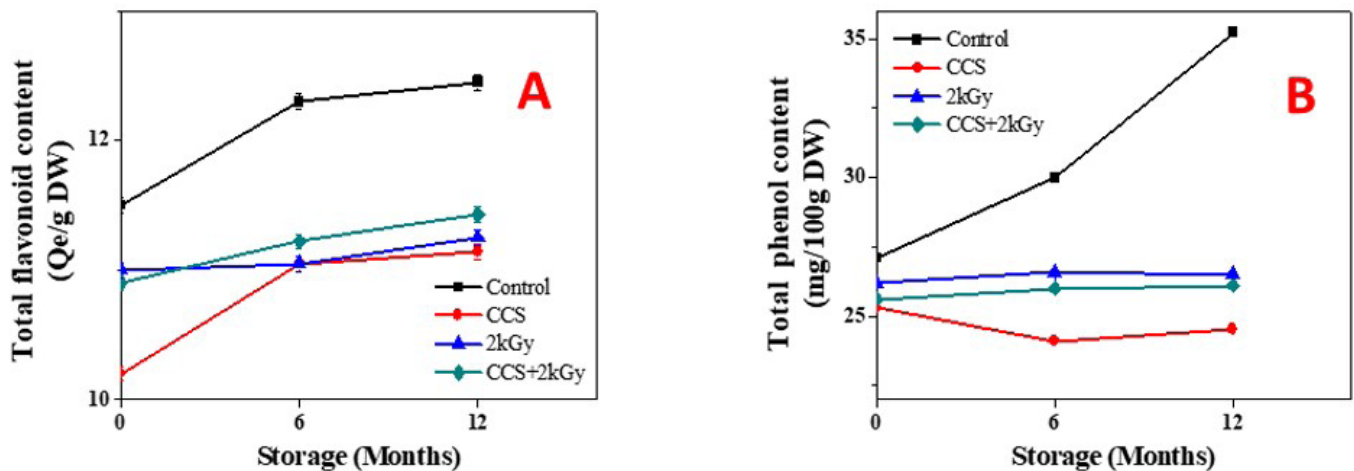 Total flavonoid content
(Qe/g DW)
12
10
0
6
12
Storage (Months)
A
Control
CCS
2kGy
CCS+2kGy
Total phenol content
(mg/100g DW)
35
30
25
0
6
12
Storage (Months)
Control
CCS
2kGy
CCS+2kGy
B